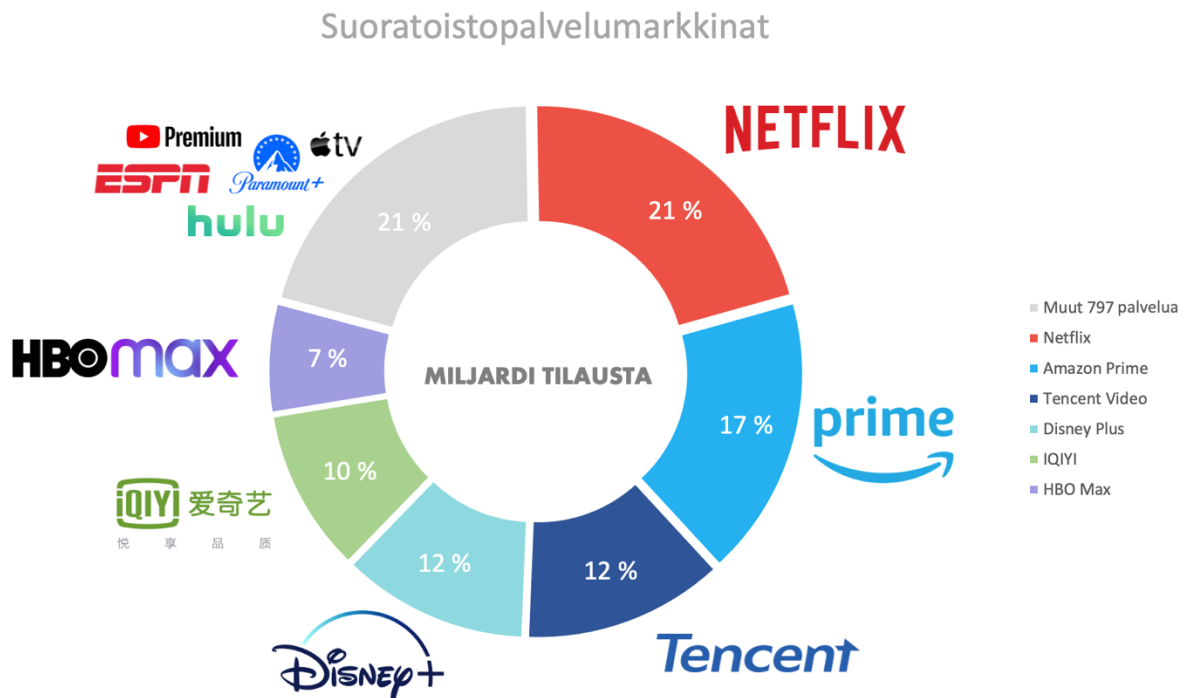 Suoratoistopalvelumarkkinat
Premium
tv
ESPN
Paramount+
hulu
NETFLIX
21 %
21 %
HBOmax
7 %
MILJARDI TILAUSTA
17 %
prime
10 %
iQIYI 爱奇艺
悦 享 品 质
12 %
12 %
Disney+
Tencent
Muut 797 palvelua
Netflix
Amazon Prime
Tencent Video
Disney Plus
IQIYI
HBO Max